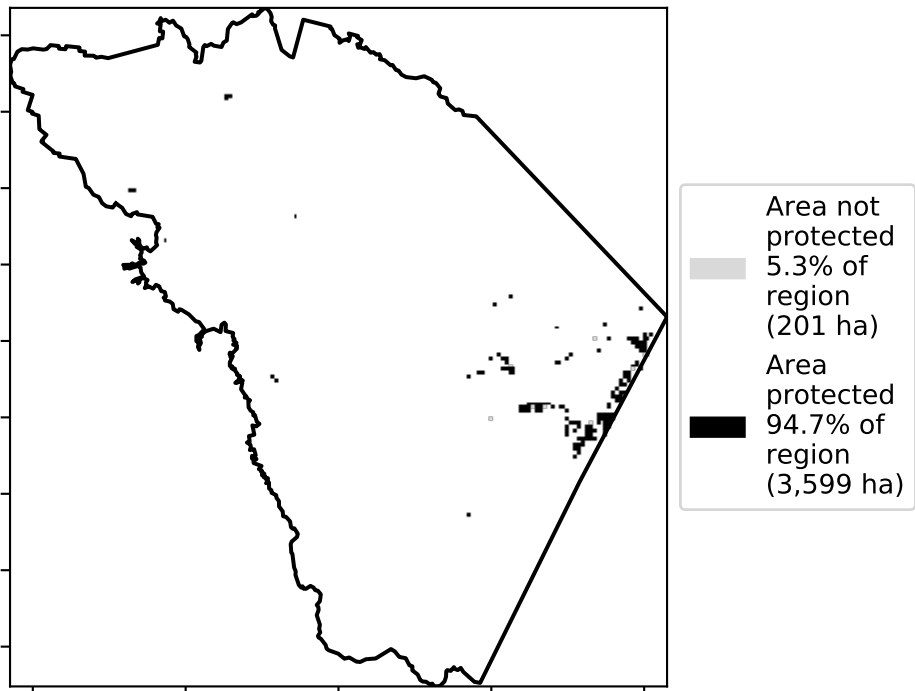 Area not
protected
5.3% of
region
(201 ha)
Area
protected
94.7% of
region
(3,599 ha)